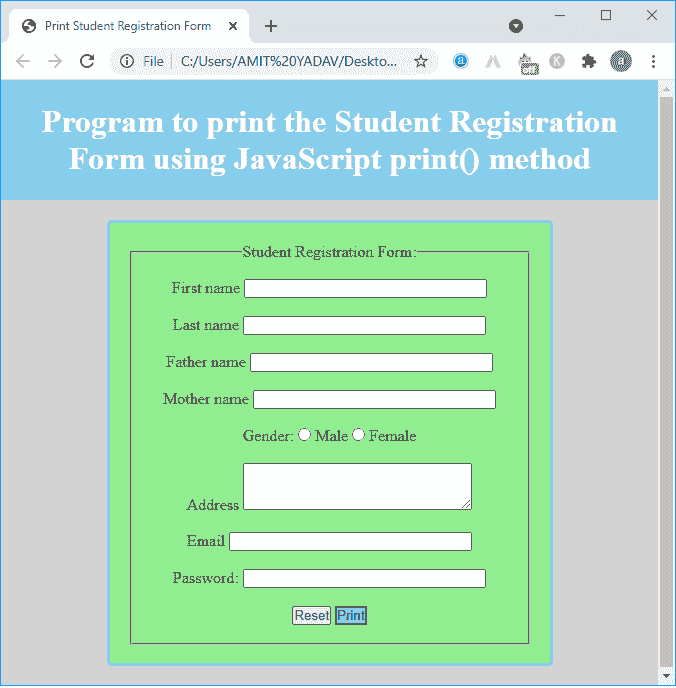 Print Student Registration Form
File C:/Users/AMIT%20YADAV/Deskto...
a K
OFF
Program to print the Student Registration
Form using JavaScript print() method
Student Registration Form:
First name
Last name
Father name
Mother name
Gender: Male Female
Address
Email
Password:
Reset Print